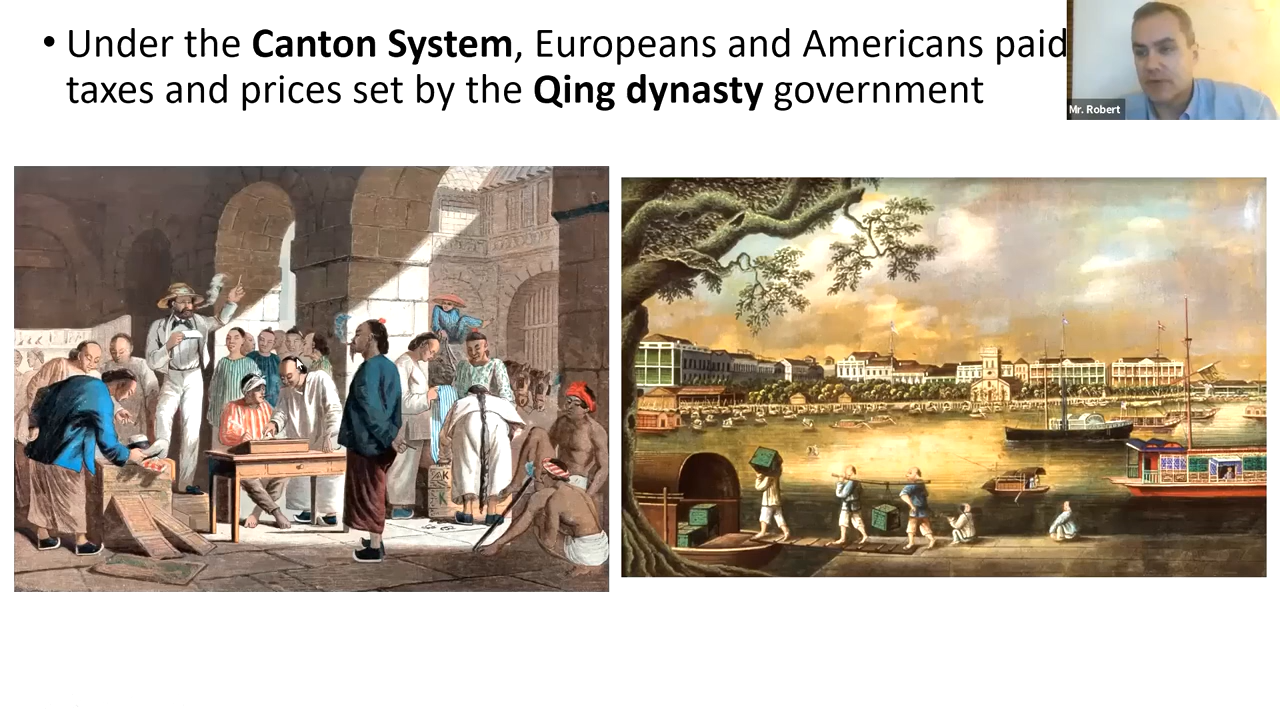 • Under the Canton System, Europeans and Americans paid
taxes and prices set by the Qing dynasty government
Mr. Robert